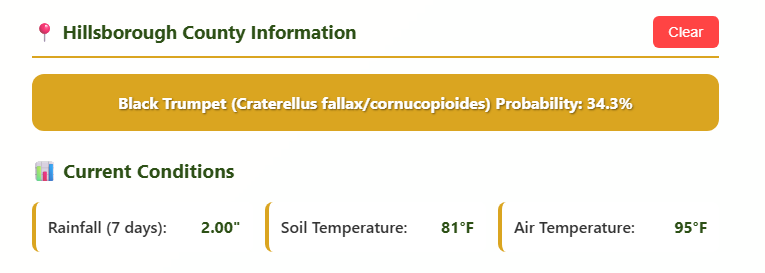 Hillsborough County Information
Clear
Black Trumpet (Craterellus fallax/cornucopioides) Probability: 34.3%
Current Conditions
Rainfall (7 days): 2.00" Soil Temperature: 81°F Air Temperature: 95°F